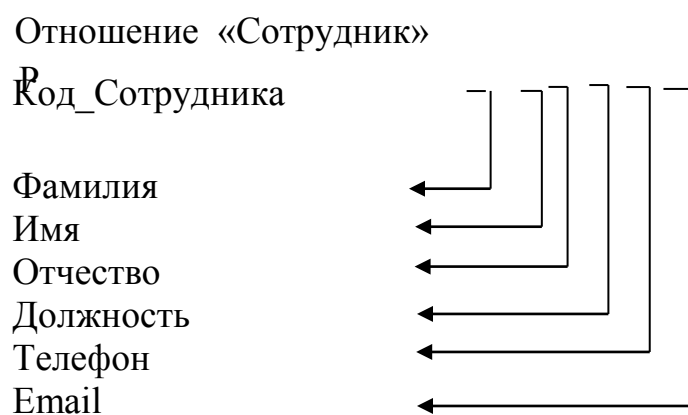 Отношение «Сотрудник»
Р
Код_Сотрудника
Фамилия
Имя
Отчество
Должность
Телефон
Email